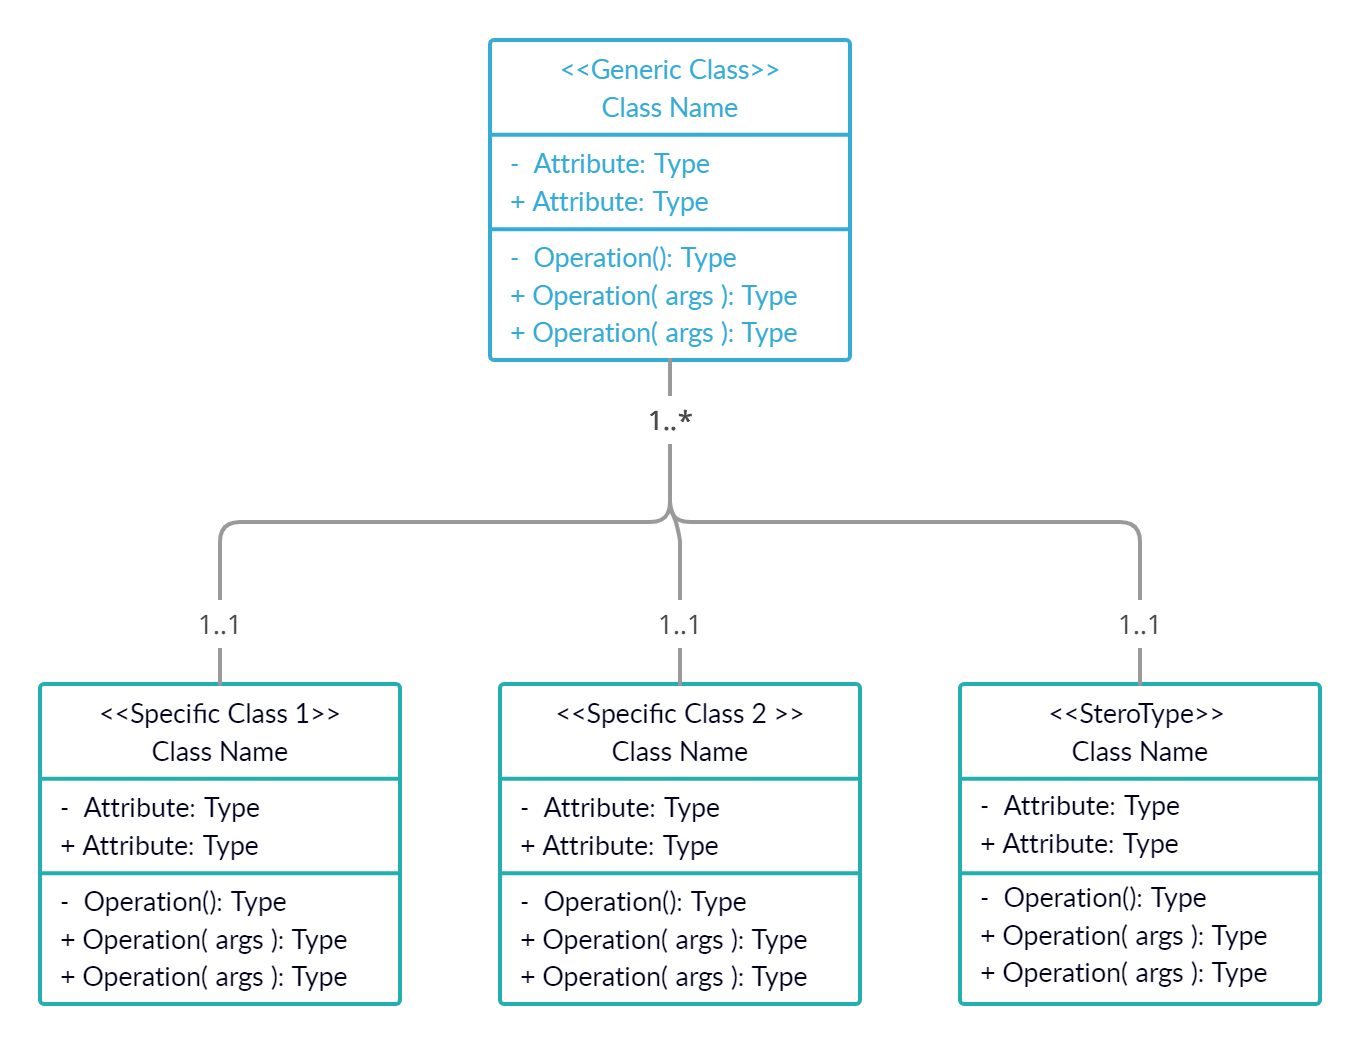 <<Generic Class>>
Class Name
- Attribute: Type
+ Attribute: Type
- Operation(): Type
+ Operation( args ): Type
+ Operation( args ): Type
1..*
1..1
1..1
1..1
<<Specific Class 1>>
Class Name
- Attribute: Type
+ Attribute: Type
- Operation(): Type
+ Operation( args ): Type
+ Operation( args ): Type
<<Specific Class 2 >>
Class Name
- Attribute: Type
+ Attribute: Type
- Operation(): Type
+ Operation( args ): Type
+ Operation( args ): Type
<<SteroType>>
Class Name
- Attribute: Type
+ Attribute: Type
- Operation(): Type
+ Operation( args ): Type
+ Operation( args ): Type